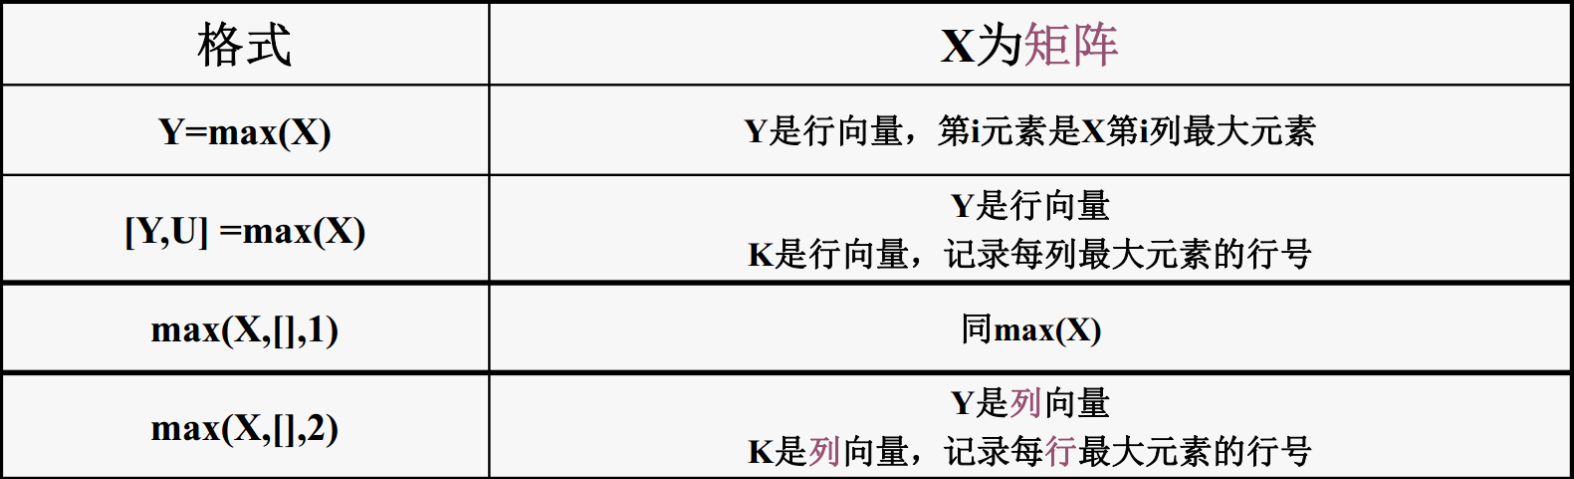 格式
X为矩阵
Y=max(X)
Y是行向量，第i元素是X第i列最大元素
[Y,U] =max(X)
Y是行向量
K是行向量，记录每列最大元素的行号
max(X,[],1)
同max(X)
max(X,[],2)
Y是列向量
K是列向量，记录每行最大元素的行号